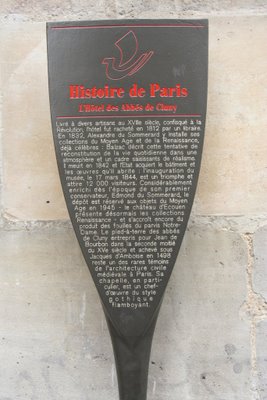 Histoire de Paris
L'Hôtel des Abbés de Cluny
Livré à divers artisans au XVIIe siècle, confisqué à la
Révolution, l'hôtel fut racheté en 1812 par un libraire.
En 1832, Alexandre du Sommerard y installe ses
collections du Moyen Age et de la Renaissance,
déjà célèbres : Balzac décrit cette tentative de
reconstitution de la vie quotidienne dans une
atmosphère et un cadre saisissants de réalisme.
Il meurt en 1842 et l'Etat acquiert le bâtiment et
les œuvres qu'il abrite : l'inauguration du
musée, le 17 mars 1844, est un triomphe et
attire 12 000 visiteurs. Considérablement
enrichi dès l'époque de son premier
conservateur, Edmond du Sommerard, le
dépôt est réservé aux objets du Moyen
Age en 1945 - le château d'Ecouen
présente désormais les collections
Renaissance - et s'accroît encore du
produit des fouilles du parvis Notre-
Dame. Le pied-à-terre des abbés
de Cluny entrepris pour Jean de
Bourbon dans la seconde moitié
du XVe siècle et achevé sous
Jacques d'Amboise en 1498
reste un des rares témoins
de l'architecture civile
médiévale à Paris. Sa
chapelle, en parti-
culier, est un chef-
d'œuvre du style
gothique
flamboyant.